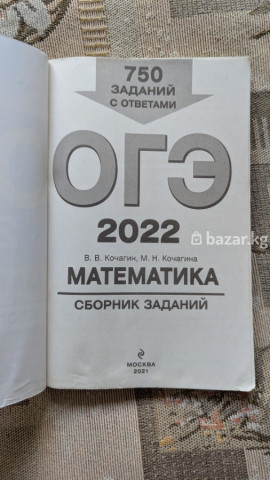 750
ЗАДАНИЙ
С ОТВЕТАМИ
ОГЭ
2022
bazar.kg
В. В. Кочагин, М. Н. Кочагина
МАТЕМАТИКА
СБОРНИК ЗАДАНИЙ
МОСКВА
2021